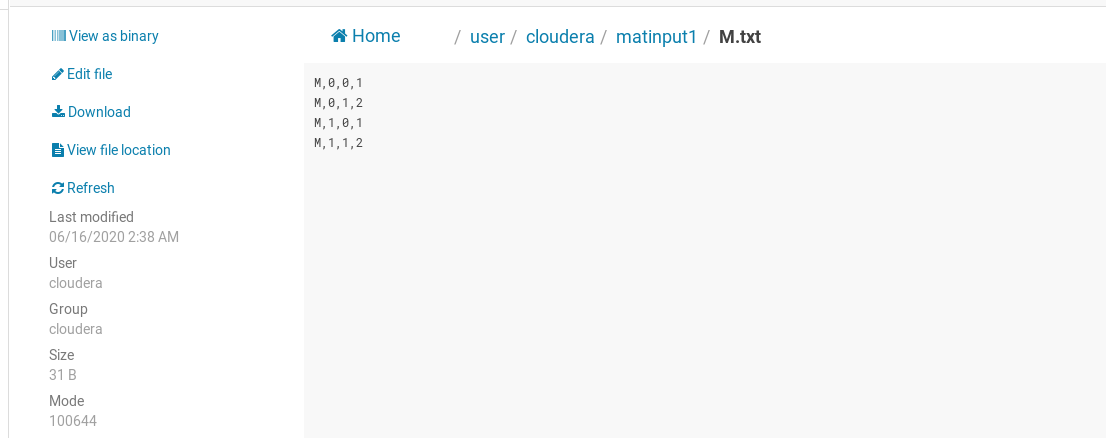 View as binary
Edit file
Download
View file location
Refresh
Last modified
06/16/2020 2:38 AM
User
cloudera
Group
cloudera
Size
31 B
Mode
100644
Home / user / cloudera / matinput1 / M.txt
M,0,0,1
M,0,1,2
M,1,0,1
M,1,1,2